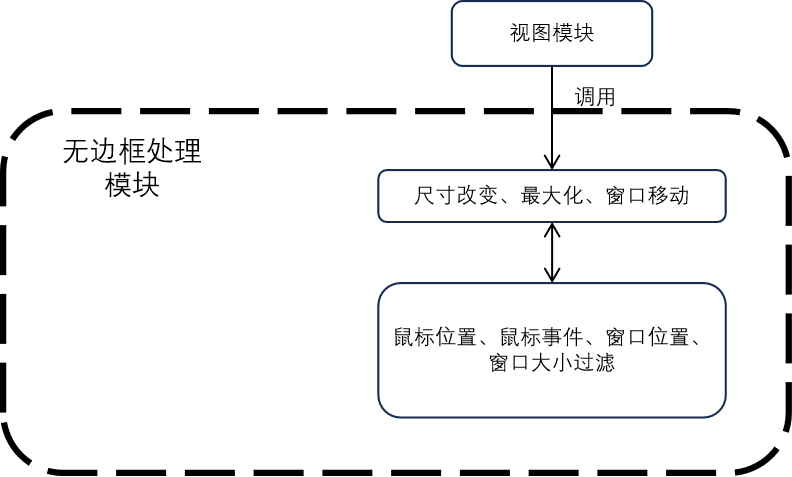 视图模块
调用
无边框处理
模块
尺寸改变、最大化、窗口移动
鼠标位置、鼠标事件、窗口位置、
窗口大小过滤